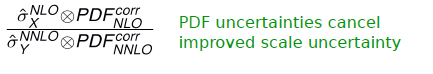 σ̂_X^NLO ⊗ PDF_NLO^corr
σ̂_Y^NNLO ⊗ PDF_NNLO^corr
PDF uncertainties cancel
improved scale uncertainty